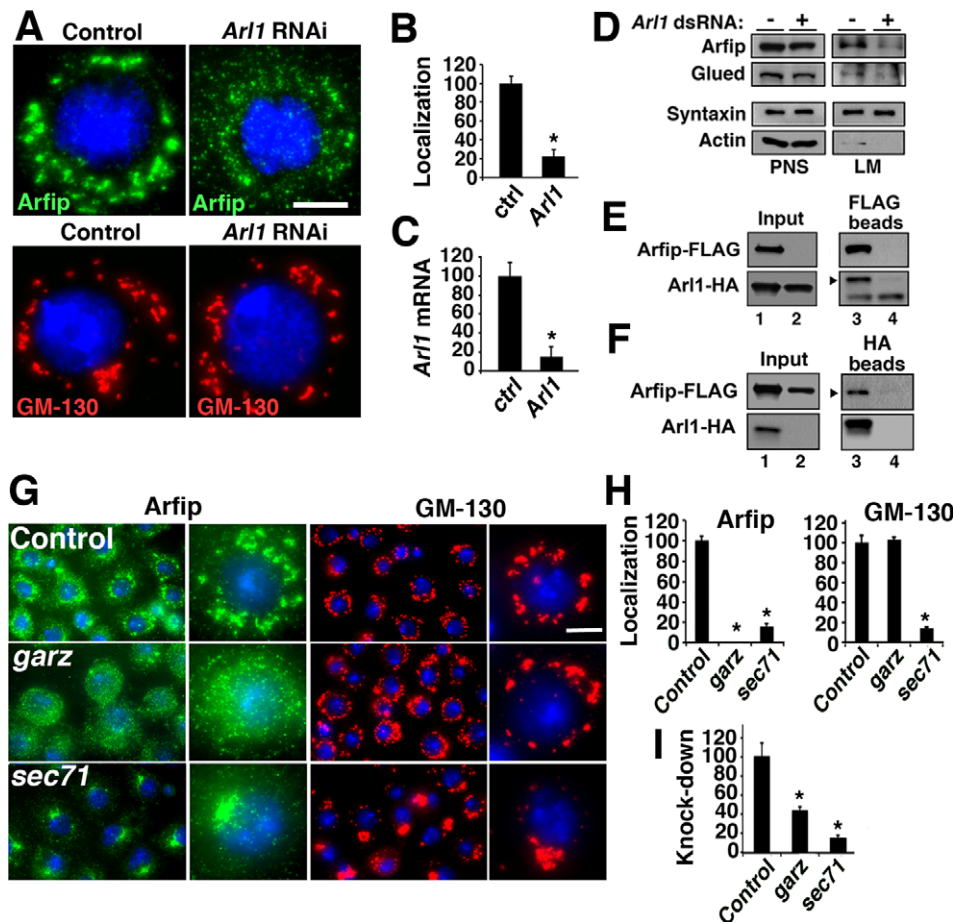 A
Control
Arl1 RNAi
Arfip
Arfip
Control
Arl1 RNAi
GM-130
GM-130
B
Localization
120
100
80
60
40
20
0
*
ctrl
Arl1
C
Arl1 mRNA
120
100
80
60
40
20
0
*
ctrl
Arl1
D
Arl1 dsRNA: - + - +
Arfip
Glued
Syntaxin
Actin
PNS LM
E
Input FLAG beads
Arfip-FLAG
Arl1-HA
1 2 3 4
F
Input HA beads
Arfip-FLAG
Arl1-HA
1 2 3 4
G
Arfip GM-130
Control
garz
sec71
H
Arfip
Localization
120
100
80
60
40
20
0
* *
Control
garz
sec71
GM-130
120
100
80
60
40
20
0
*
Control
garz
sec71
I
Knock-down
120
100
80
60
40
20
0
* *
Control
garz
sec71